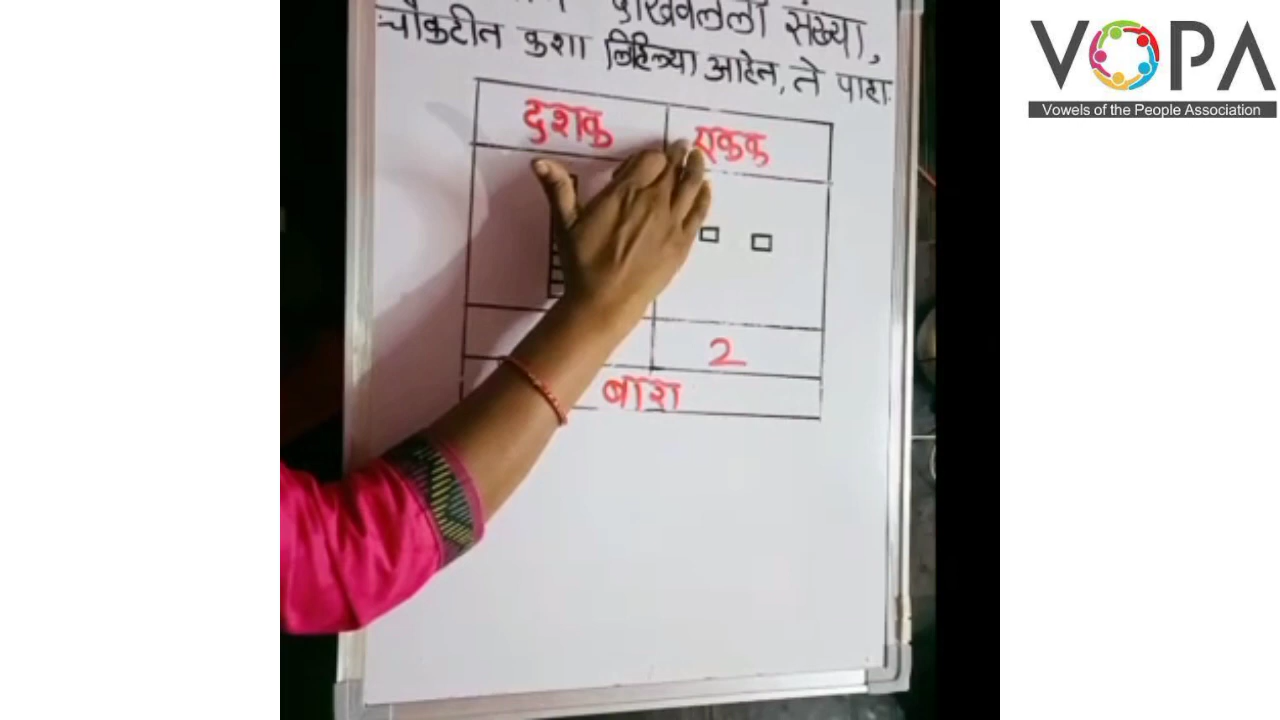 दाखवलेली संख्या,
चौकटीत कशा लिहिल्या आहेत, ते पाहा.
दशक एकक
2
बारा
VOPA
Vowels of the People Association